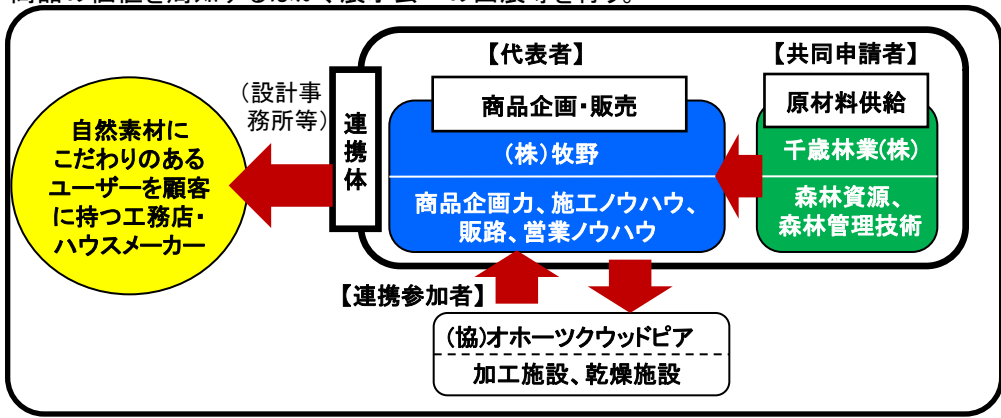 【代表者】
【共同申請者】
(設計事
務所等)
連
携
体
商品企画・販売
原材料供給
自然素材に
こだわりのある
ユーザーを顧客
に持つ工務店・
ハウスメーカー
(株)牧野
千歳林業(株)
商品企画力、施工ノウハウ、
販路、営業ノウハウ
森林資源、
森林管理技術
【連携参加者】
(協)オホーツクウッドピア
加工施設、乾燥施設